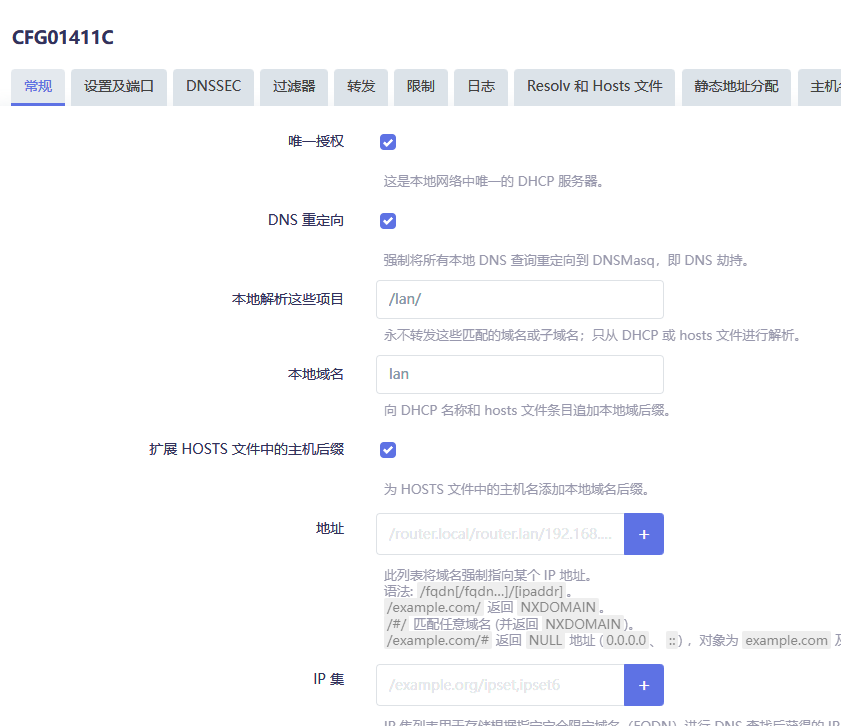 CFG01411C
常规 设置及端口 DNSSEC 过滤器 转发 限制 日志 Resolv 和 Hosts 文件 静态地址分配 主机
唯一授权
这是本地网络中唯一的 DHCP 服务器。
DNS 重定向
强制将所有本地 DNS 查询重定向到 DNSMasq，即 DNS 劫持。
本地解析这些项目 /lan/
永不转发这些匹配的域名或子域名；只从 DHCP 或 hosts 文件进行解析。
本地域名 lan
向 DHCP 名称和 hosts 文件条目追加本地域后缀。
扩展 HOSTS 文件中的主机后缀
为 HOSTS 文件中的主机名添加本地域名后缀。
地址 /router.local/router.lan/192.168.... +
此列表将域名强制指向某个 IP 地址。
语法: /fqdn[/fqdn…]/[ipaddr] 。
/example.com/ 返回 NXDOMAIN 。
/#/ 匹配任意域名 (并返回 NXDOMAIN )。
/example.com/# 返回 NULL 地址 ( 0.0.0.0 、 :: ) ，对象为 example.com 及
IP 集 /example.org/ipset,ipset6 +